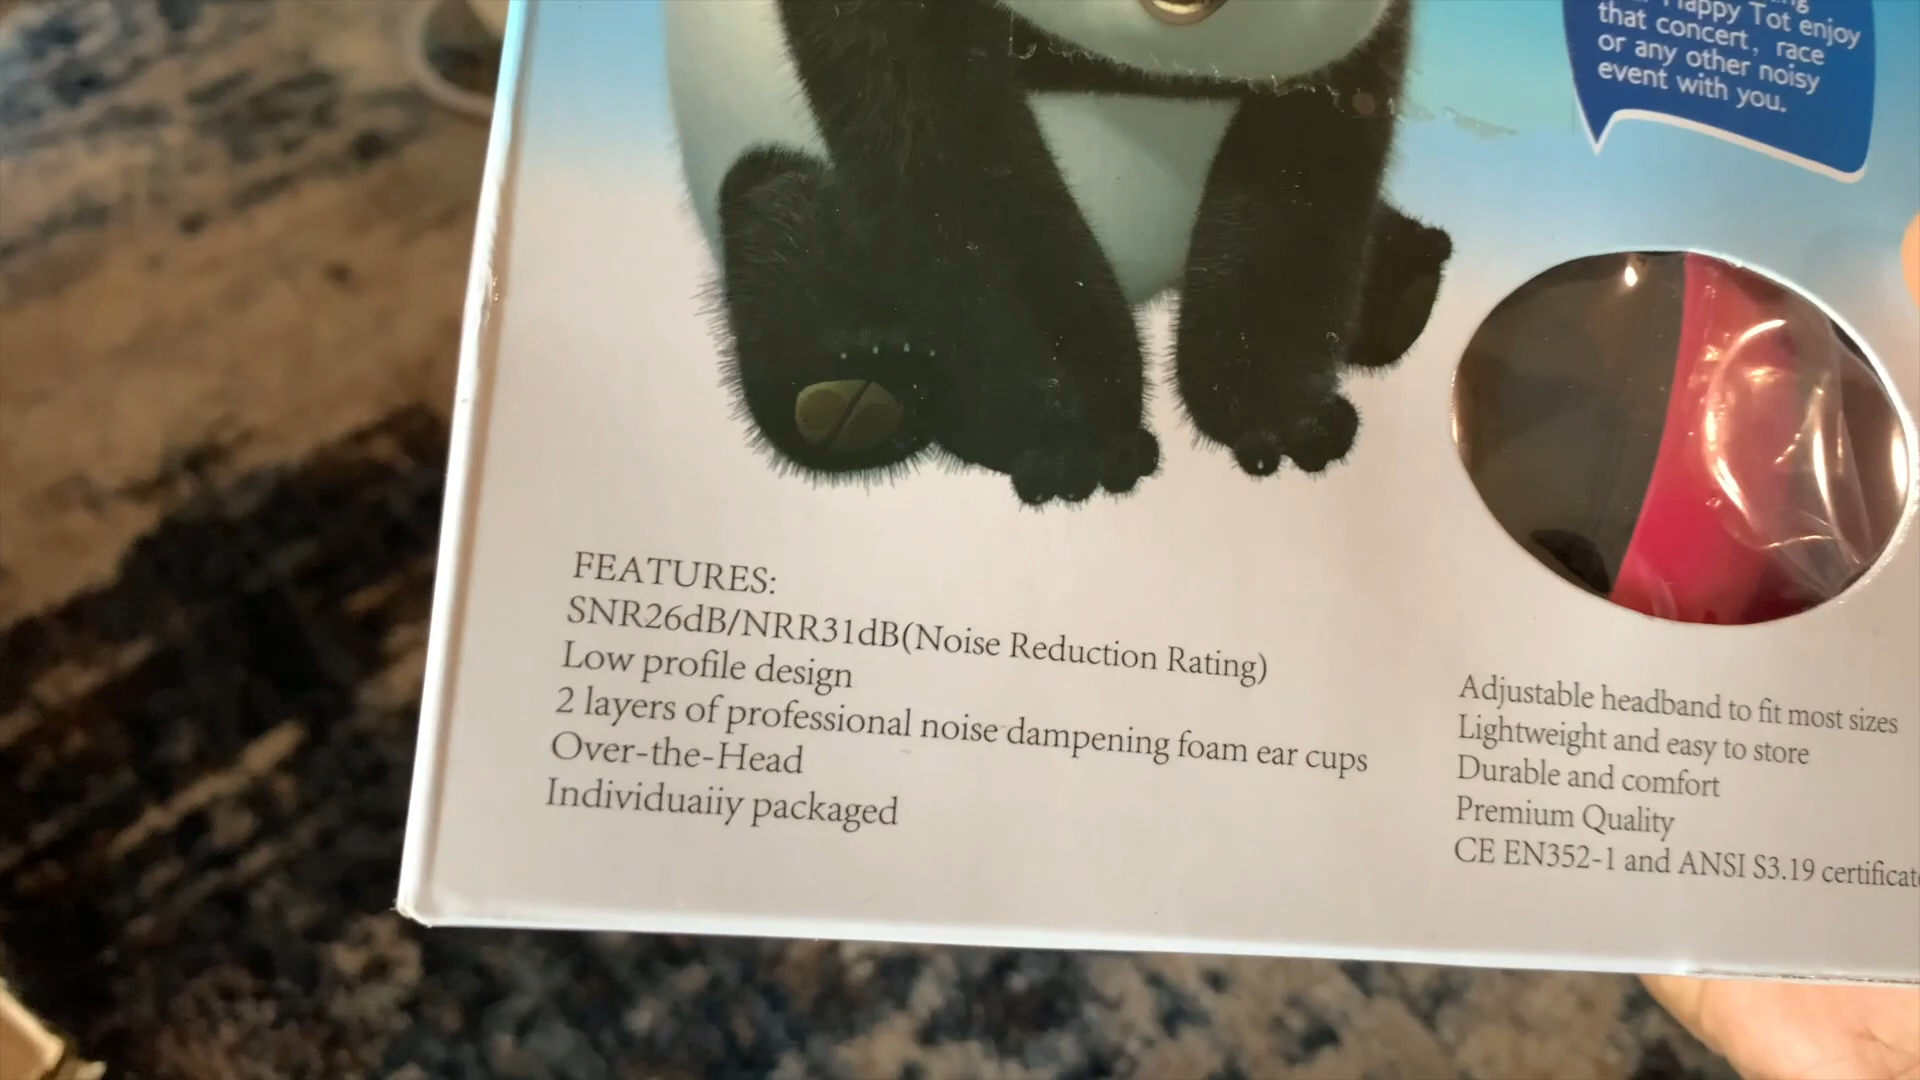 Happy Tot enjoy
that concert, race
or any other noisy
event with you.
FEATURES:
SNR26dB/NRR31dB(Noise Reduction Rating)
Low profile design
2 layers of professional noise dampening foam ear cups
Over-the-Head
Individuaiiy packaged
Adjustable headband to fit most sizes
Lightweight and easy to store
Durable and comfort
Premium Quality
CE EN352-1 and ANSI S3.19